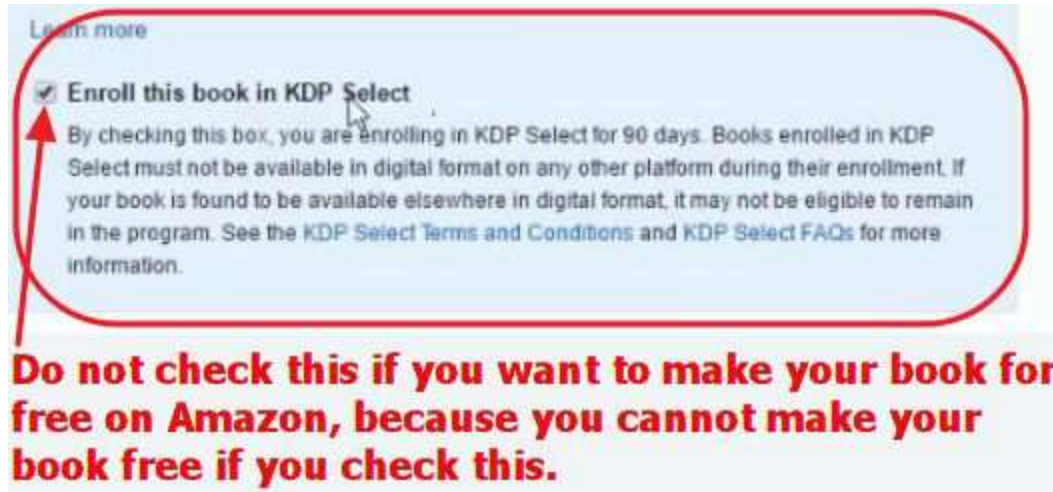 Learn more
Enroll this book in KDP Select
By checking this box, you are enrolling in KDP Select for 90 days. Books enrolled in KDP
Select must not be available in digital format on any other platform during their enrollment. If
your book is found to be available elsewhere in digital format, it may not be eligible to remain
in the program. See the KDP Select Terms and Conditions and KDP Select FAQs for more
information.
Do not check this if you want to make your book for
free on Amazon, because you cannot make your
book free if you check this.